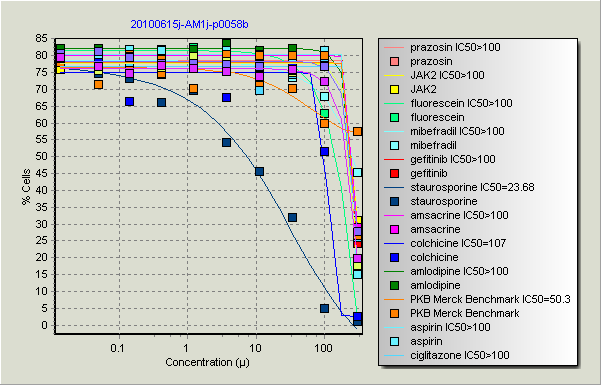 20100615j-AM1j-p0058b
85
80
75
70
65
60
55
50
45
40
35
30
25
20
15
10
5
0
% Cells
0.1
1
10
100
Concentration (µ)
prazosin IC50>100
prazosin
JAK2 IC50>100
JAK2
fluorescein IC50>100
fluorescein
mibefradil IC50>100
mibefradil
gefitinib IC50>100
gefitinib
staurosporine IC50=23.68
staurosporine
amsacrine IC50>100
amsacrine
colchicine IC50=107
colchicine
amlodipine IC50>100
amlodipine
PKB Merck Benchmark IC50=50.3
PKB Merck Benchmark
aspirin IC50>100
aspirin
ciglitazone IC50>100